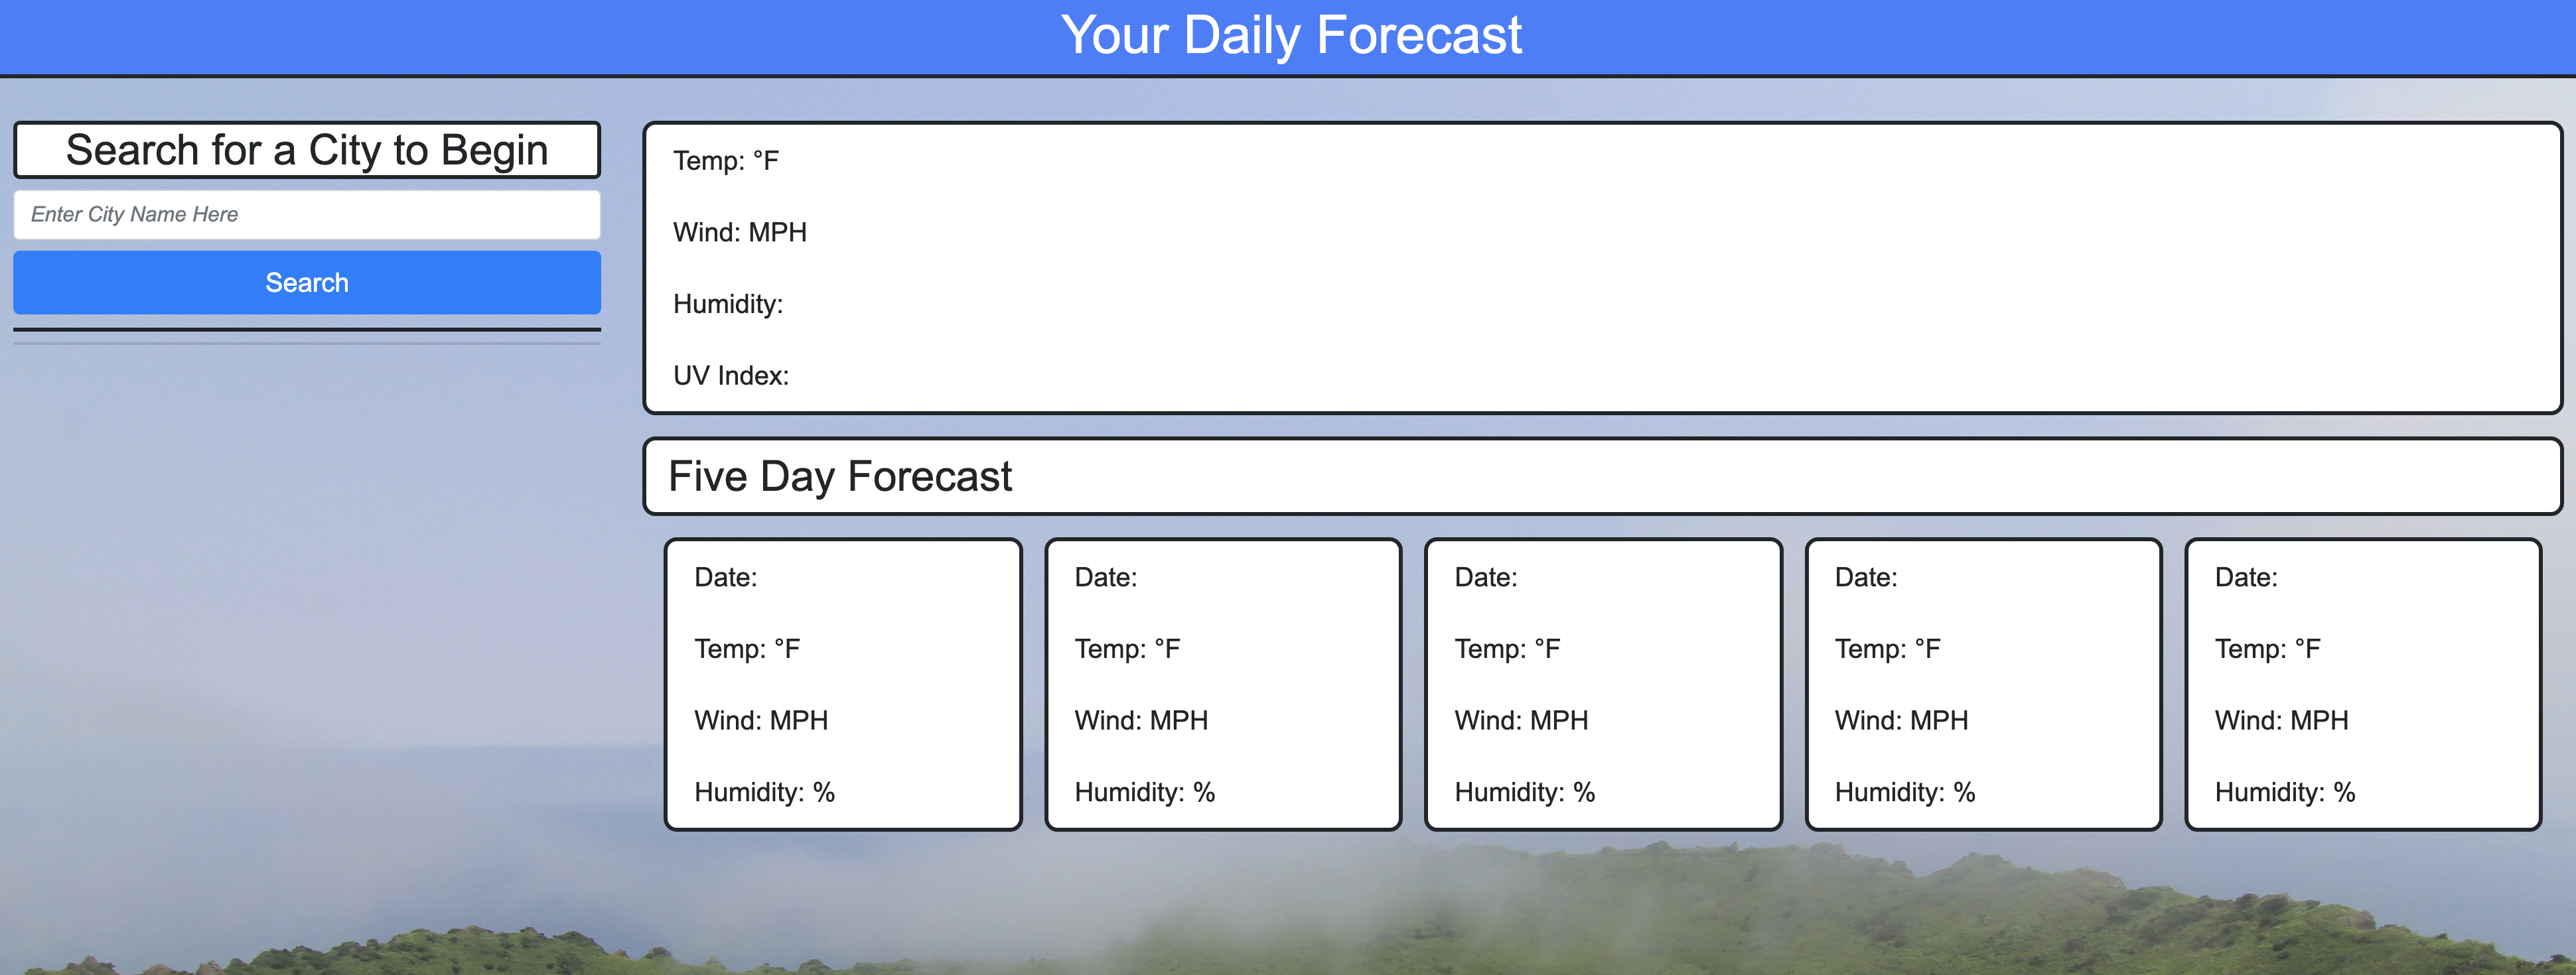 Your Daily Forecast
Search for a City to Begin
Enter City Name Here
Search
Temp: °F
Wind: MPH
Humidity:
UV Index:
Five Day Forecast
Date:
Temp: °F
Wind: MPH
Humidity: %
Date:
Temp: °F
Wind: MPH
Humidity: %
Date:
Temp: °F
Wind: MPH
Humidity: %
Date:
Temp: °F
Wind: MPH
Humidity: %
Date:
Temp: °F
Wind: MPH
Humidity: %